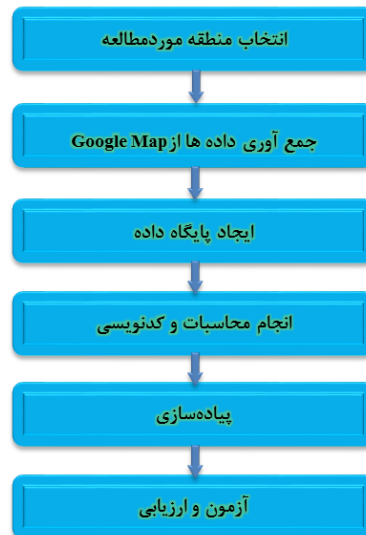 انتخاب منطقه موردمطالعه
جمع آوری داده ها از Google Map
ایجاد پایگاه داده
انجام محاسبات و کدنویسی
پیاده‌سازی
آزمون و ارزیابی